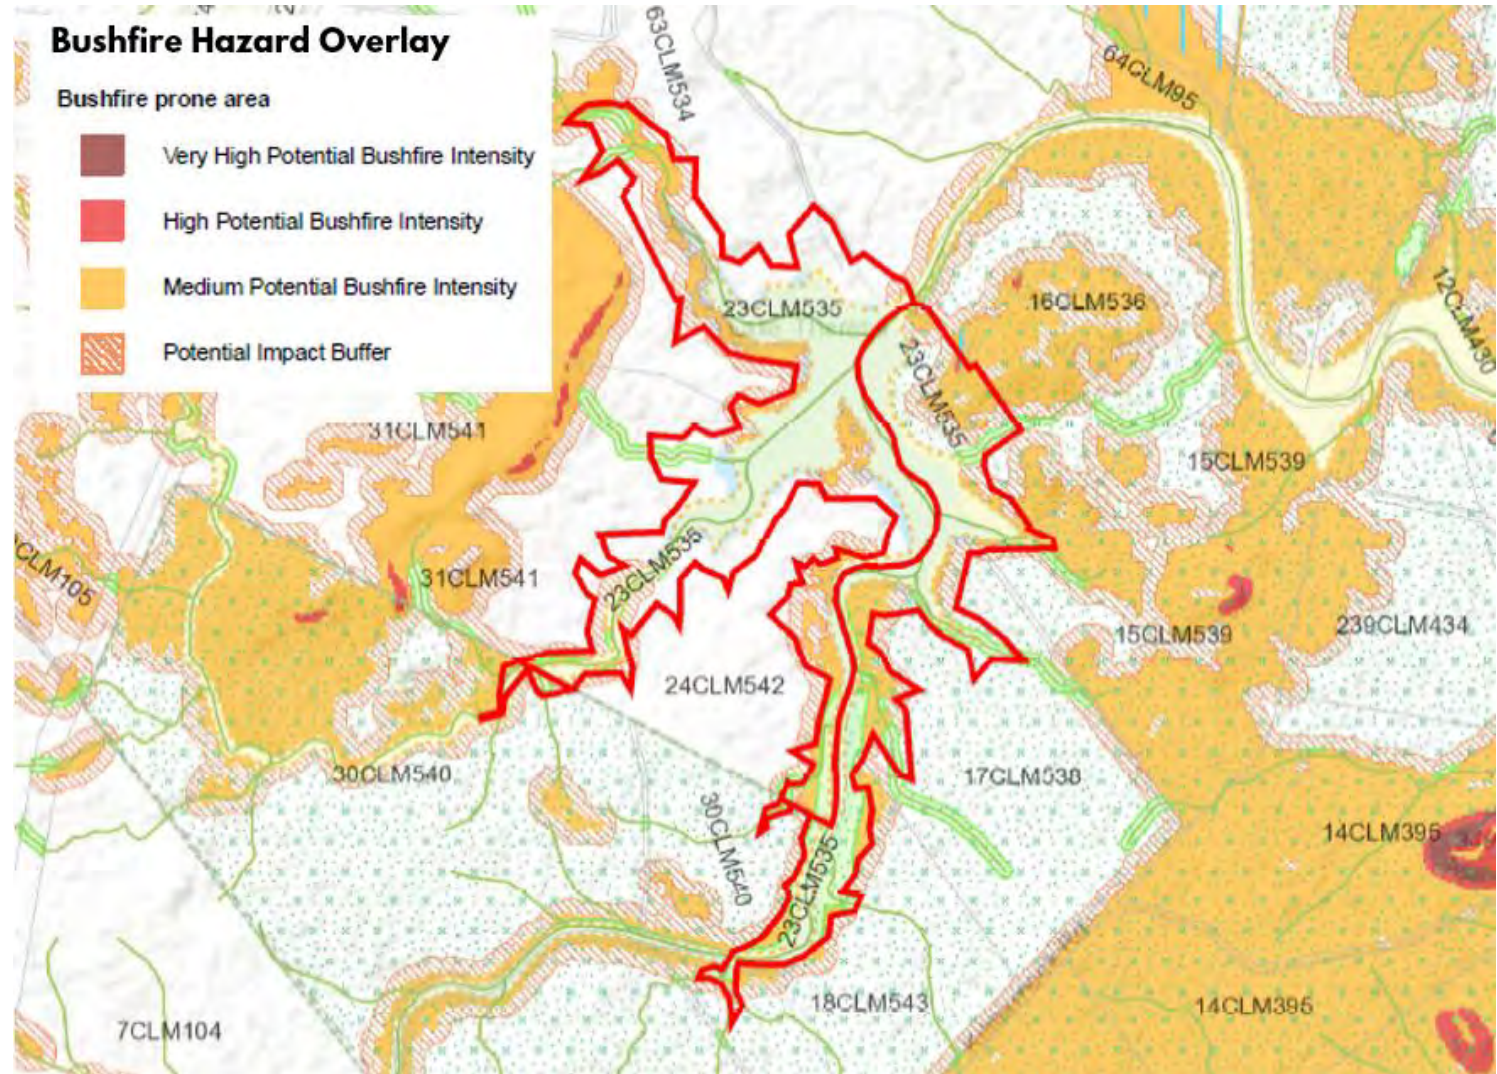 Bushfire Hazard Overlay
Bushfire prone area
Very High Potential Bushfire Intensity
High Potential Bushfire Intensity
Medium Potential Bushfire Intensity
Potential Impact Buffer
63CLM534
64CLM95
23CLM535
16CLM536
12CLM430
23CLM535
31CLM541
15CLM539
CLM105
31CLM541
23CLM535
15CLM539
239CLM434
24CLM542
30CLM540
17CLM538
30CLM540
14CLM395
23CLM535
18CLM543
14CLM395
7CLM104